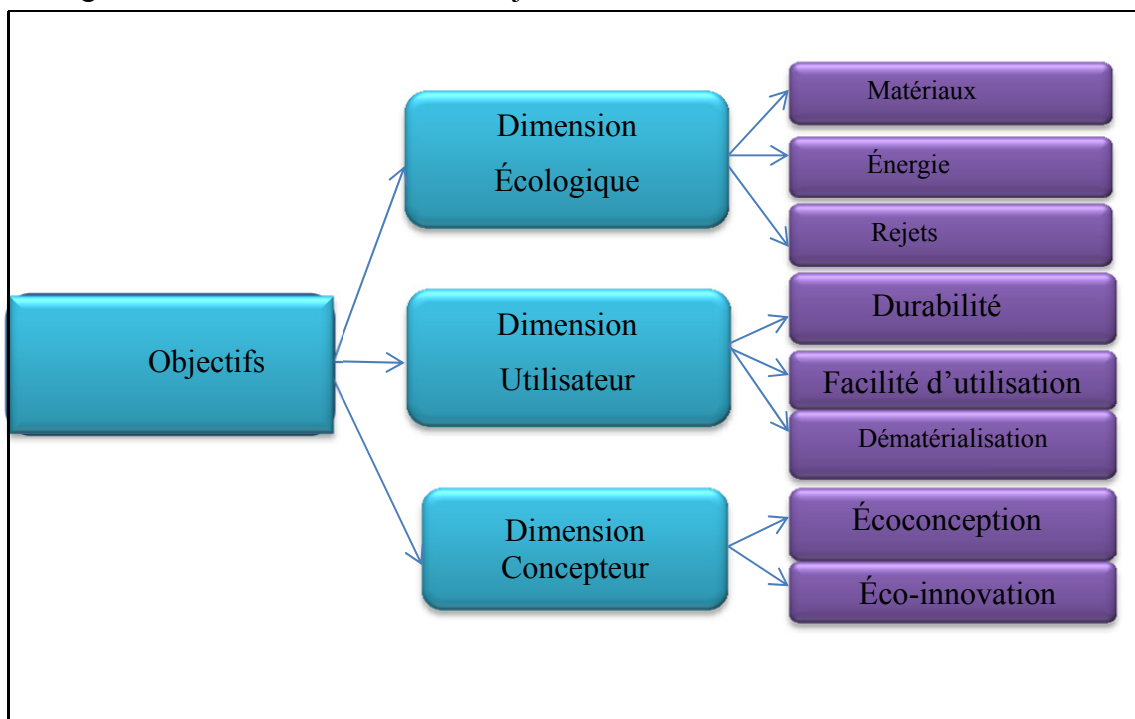 Dimension
Écologique
Matériaux
Énergie
Rejets
Objectifs
Dimension
Utilisateur
Durabilité
Facilité d’utilisation
Dématérialisation
Dimension
Concepteur
Écoconception
Éco-innovation